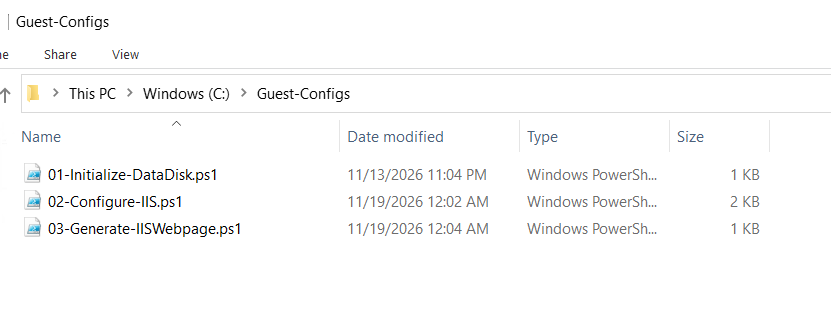 Guest-Configs
Share View
This PC > Windows (C:) > Guest-Configs
Name Date modified Type Size
01-Initialize-DataDisk.ps1 11/13/2026 11:04 PM Windows PowerSh... 1 KB
02-Configure-IIS.ps1 11/19/2026 12:02 AM Windows PowerSh... 2 KB
03-Generate-IISWebpage.ps1 11/19/2026 12:04 AM Windows PowerSh... 1 KB